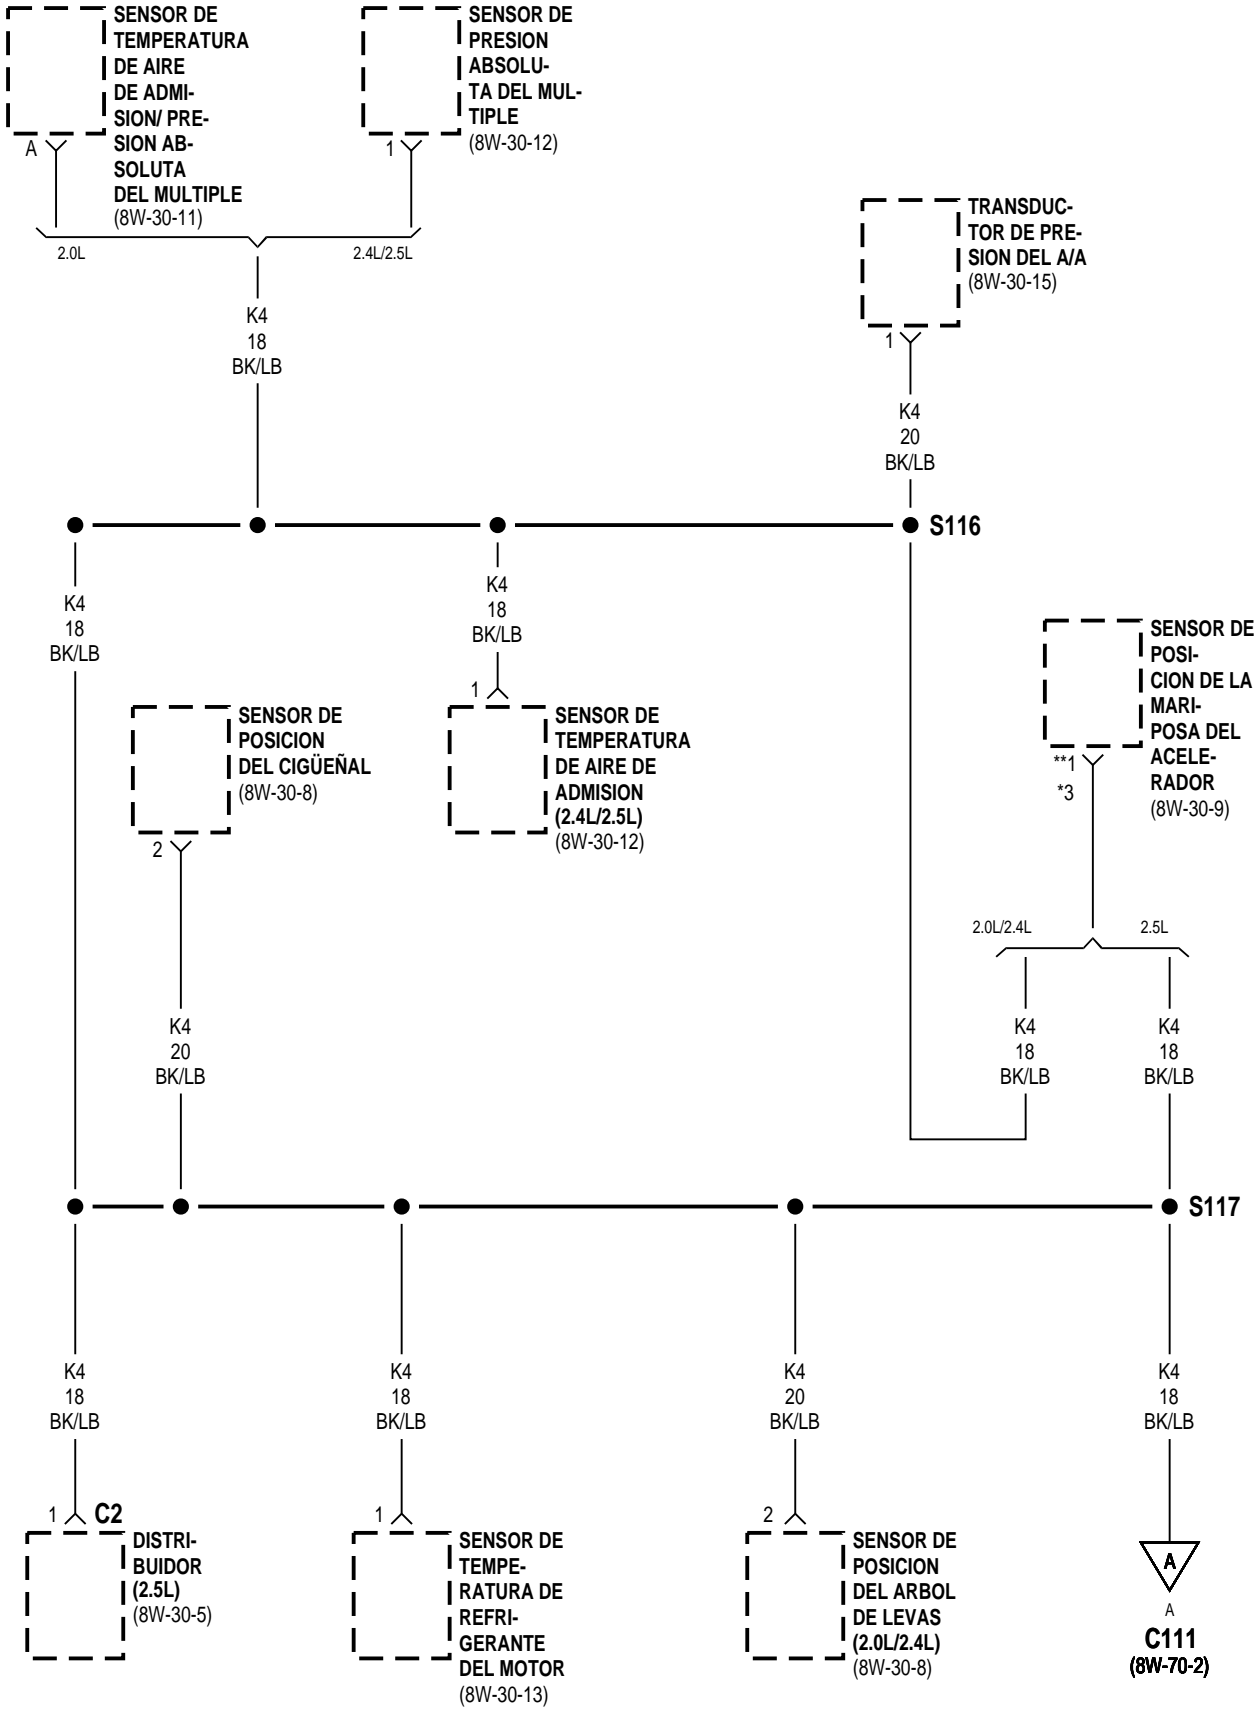 SENSOR DE
TEMPERATURA
DE AIRE
DE ADMI-
SION/ PRE-
SION AB-
SOLUTA
DEL MULTIPLE
(8W-30-11)
A
SENSOR DE
PRESION
ABSOLU-
TA DEL MUL-
TIPLE
(8W-30-12)
1
2.0L
2.4L/2.5L
K4
18
BK/LB
TRANSDUC-
TOR DE PRE-
SION DEL A/A
(8W-30-15)
1
K4
20
BK/LB
S116
K4
18
BK/LB
K4
18
BK/LB
1
SENSOR DE
POSICION
DEL CIGÜEÑAL
(8W-30-8)
2
SENSOR DE
TEMPERATURA
DE AIRE DE
ADMISION
(2.4L/2.5L)
(8W-30-12)
SENSOR DE
POSI-
CION DE LA
MARI-
POSA DEL
ACELE-
RADOR
(8W-30-9)
**1
*3
2.0L/2.4L
2.5L
K4
20
BK/LB
K4
18
BK/LB
K4
18
BK/LB
S117
K4
18
BK/LB
K4
18
BK/LB
K4
20
BK/LB
K4
18
BK/LB
1
C2
DISTRI-
BUIDOR
(2.5L)
(8W-30-5)
1
SENSOR DE
TEMPE-
RATURA DE
REFRI-
GERANTE
DEL MOTOR
(8W-30-13)
2
SENSOR DE
POSICION
DEL ARBOL
DE LEVAS
(2.0L/2.4L)
(8W-30-8)
A
A
C111
(8W-70-2)